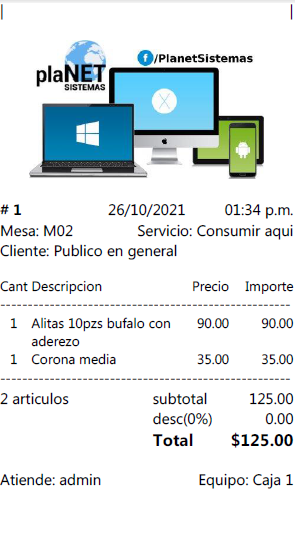 /PlanetSistemas
plaNET
SISTEMAS
# 1 26/10/2021 01:34 p.m.
Mesa: M02 Servicio: Consumir aqui
Cliente: Publico en general
Cant Descripcion Precio Importe
1 Alitas 10pzs bufalo con 90.00 90.00
aderezo
1 Corona media 35.00 35.00
2 articulos subtotal 125.00
desc(0%) 0.00
Total $125.00
Atiende: admin Equipo: Caja 1